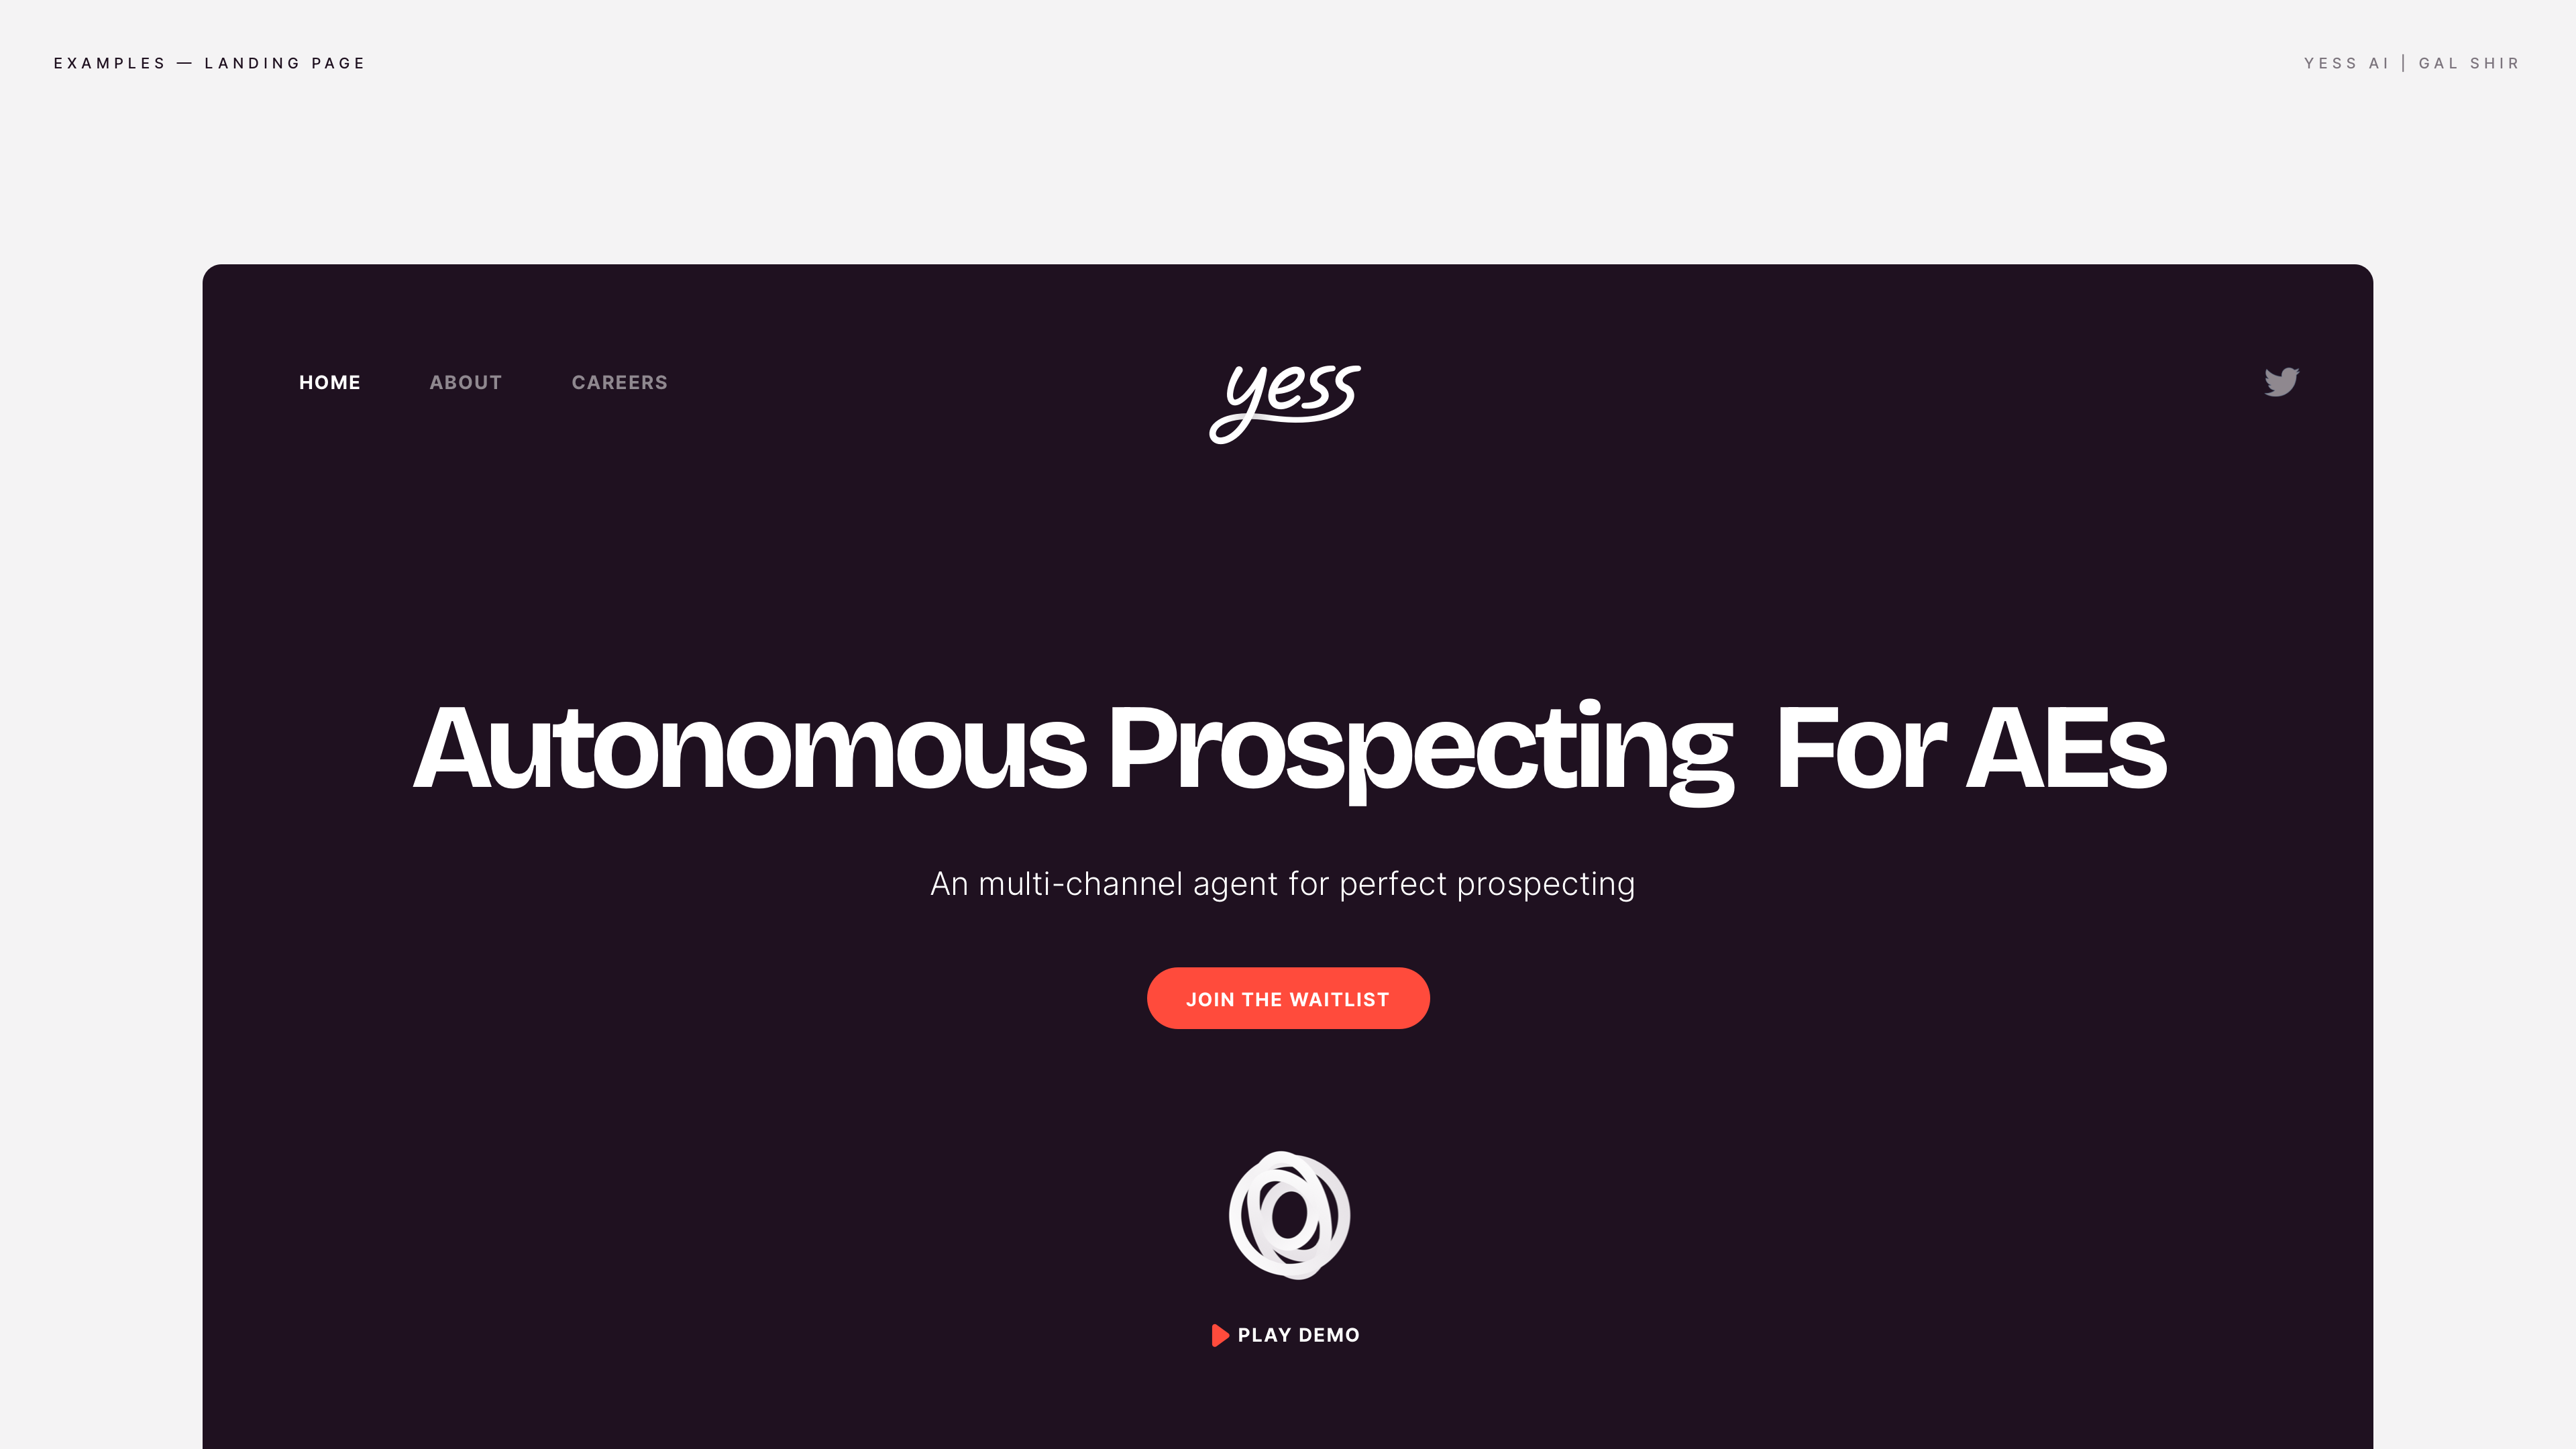 EXAMPLES — LANDING PAGE
YESS AI | GAL SHIR
HOME ABOUT CAREERS
yess
Autonomous Prospecting  For AEs
An multi-channel agent for perfect prospecting
JOIN THE WAITLIST
PLAY DEMO